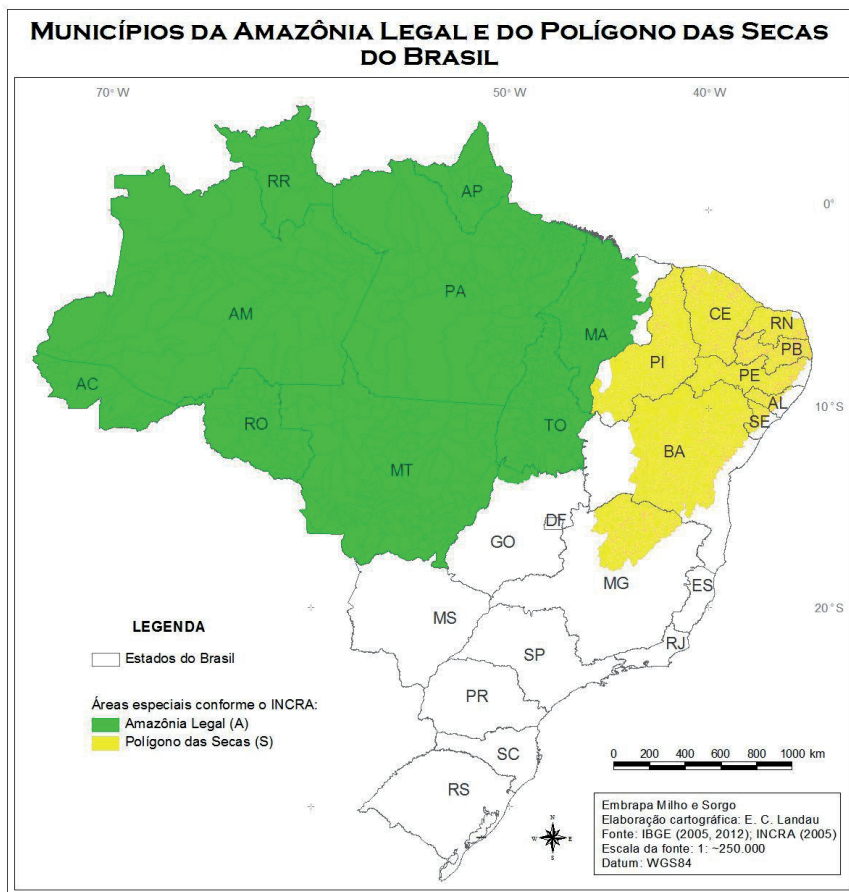 MUNICÍPIOS DA AMAZÔNIA LEGAL E DO POLÍGONO DAS SECAS
DO BRASIL
70° W
50° W
40° W
RR
AP
0°
AM
PA
MA
CE
RN
PB
PI
PE
AC
AL
10°S
RO
TO
SE
BA
MT
DF
GO
MG
ES
20°S
MS
RJ
SP
PR
SC
RS
LEGENDA
Estados do Brasil
Áreas especiais conforme o INCRA:
Amazônia Legal (A)
Polígono das Secas (S)
0 200 400 600 800 1000 km
Embrapa Milho e Sorgo
Elaboração cartográfica: E. C. Landau
Fonte: IBGE (2005, 2012); INCRA (2005)
Escala da fonte: 1: ~250.000
Datum: WGS84
N
W E
S